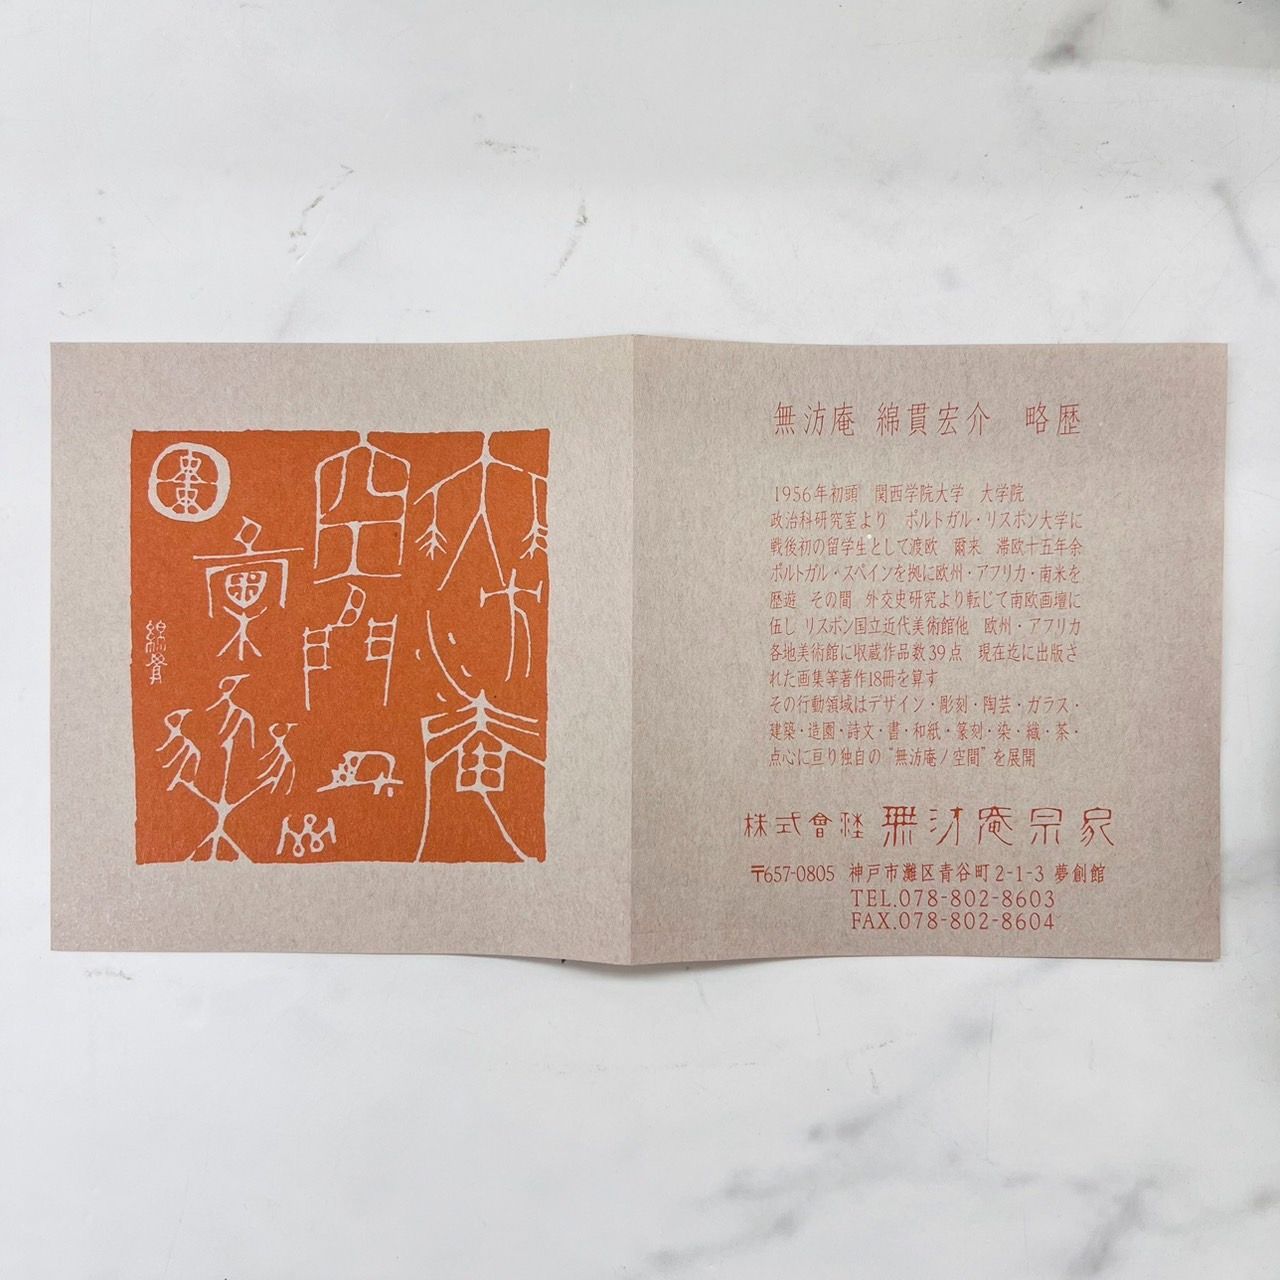 無汸庵 綿貫宏介 略歴
1956年初頭 関西学院大学 大学院
政治科研究室より ポルトガル・リスボン大学に
戦後初の留学生として渡欧 爾来 滞欧十五年余
ポルトガル・スペインを拠に欧州・アフリカ・南米を
歴遊 その間 外交史研究より転じて南欧画壇に
伍し リスボン国立近代美術館他 欧州・アフリカ
各地美術館に収蔵作品数39点 現在迄に出版さ
れた画集等著作18冊を算す
その行動領域はデザイン・彫刻・陶芸・ガラス・
建築・造園・詩文・書・和紙・篆刻・染・織・茶・
点心に亘り独自の“無汸庵ノ空間”を展開
株式會社 無汸庵宗家
〒657-0805 神戸市灘区青谷町2-1-3 夢創館
TEL.078-802-8603
FAX.078-802-8604